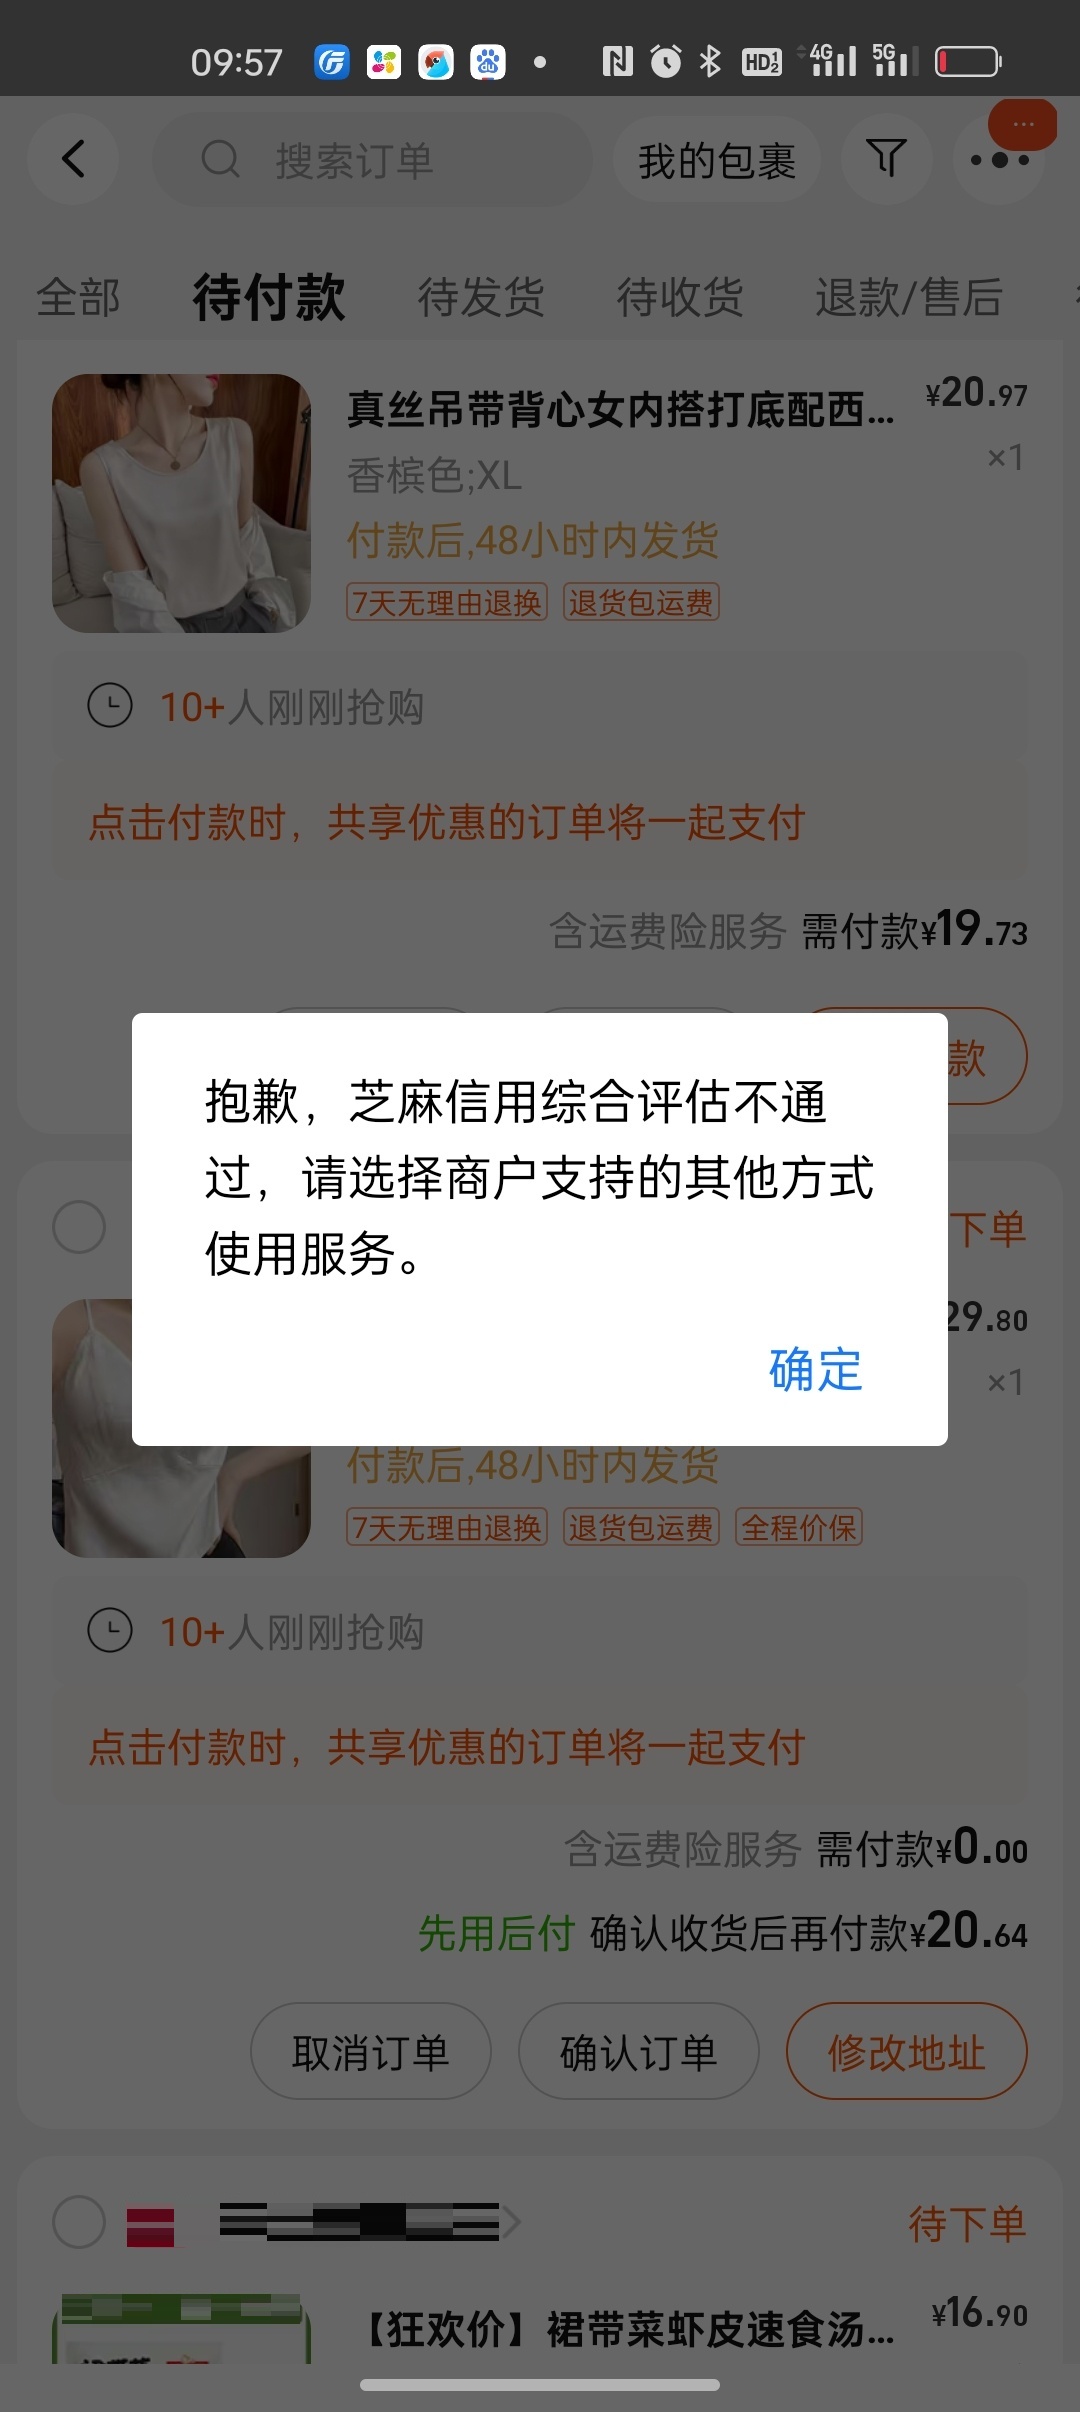 09:57
HD 1 2
4G
5G
搜索订单
我的包裹
全部
待付款
待发货
待收货
退款/售后
真丝吊带背心女内搭打底配西...
¥20.97
香槟色;XL
×1
付款后,48小时内发货
7天无理由退换
退货包运费
10+人刚刚抢购
点击付款时，共享优惠的订单将一起支付
含运费险服务 需付款¥19.73
款
抱歉，芝麻信用综合评估不通
过，请选择商户支持的其他方式
使用服务。
确定
下单
29.80
×1
付款后,48小时内发货
7天无理由退换
退货包运费
全程价保
10+人刚刚抢购
点击付款时，共享优惠的订单将一起支付
含运费险服务 需付款¥0.00
先用后付 确认收货后再付款¥20.64
取消订单
确认订单
修改地址
待下单
【狂欢价】裙带菜虾皮速食汤...
¥16.90